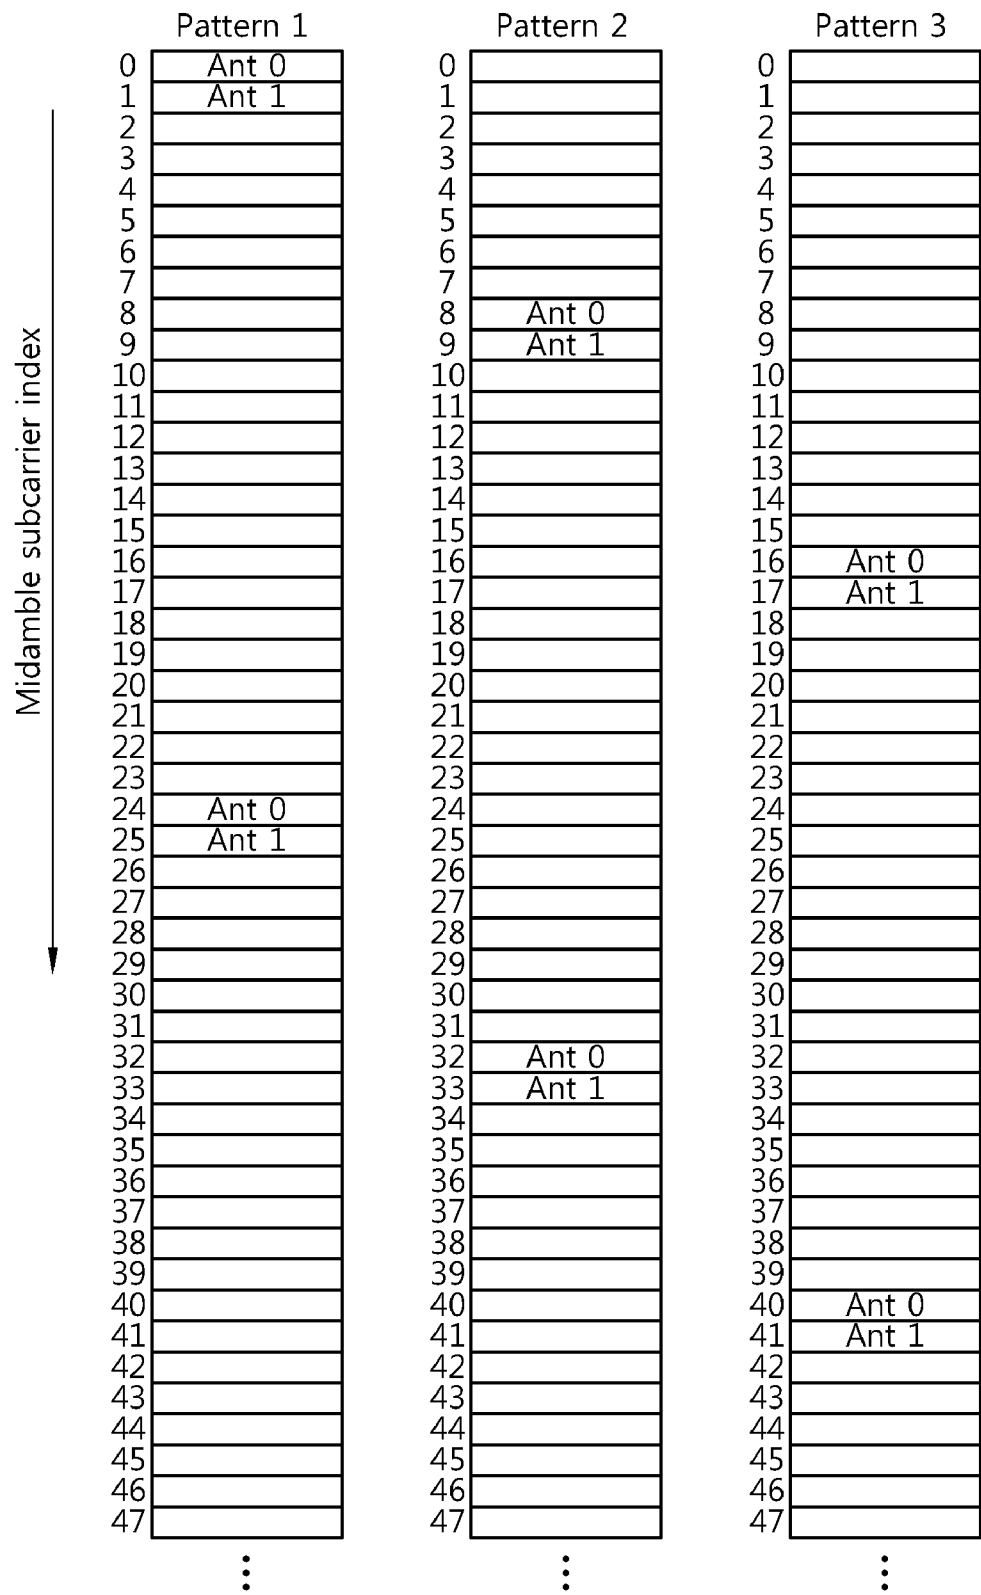 Pattern 1 Pattern 2 Pattern 3
0 Ant 0 0 0
1 Ant 1 1 1
2 2 2
3 3 3
4 4 4
5 5 5
6 6 6
7 7 7
8 8 Ant 0 8
9 9 Ant 1 9
10 10 10
11 11 11
12 12 12
13 13 13
14 14 14
15 15 15
16 16 16 Ant 0
17 17 17 Ant 1
18 18 18
19 19 19
20 20 20
21 21 21
22 22 22
23 23 23
24 Ant 0 24 24
25 Ant 1 25 25
26 26 26
27 27 27
28 28 28
29 29 29
30 30 30
31 31 31
32 32 Ant 0 32
33 33 Ant 1 33
34 34 34
35 35 35
36 36 36
37 37 37
38 38 38
39 39 39
40 40 40 Ant 0
41 41 41 Ant 1
42 42 42
43 43 43
44 44 44
45 45 45
46 46 46
47 47 47
Midamble subcarrier index